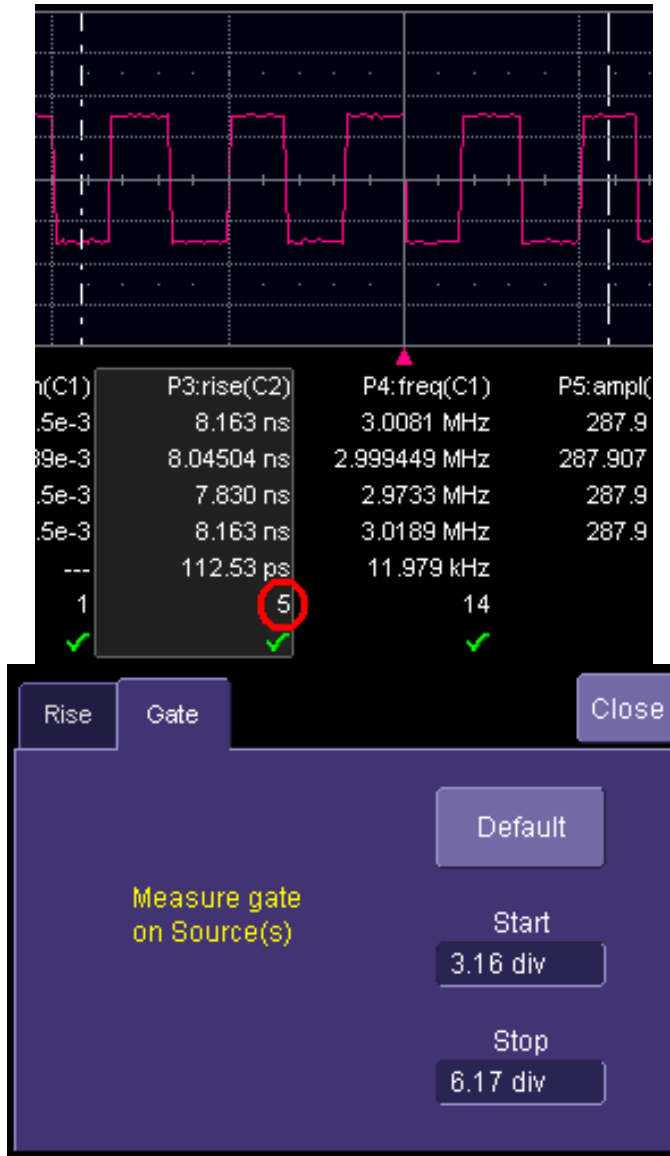 n(C1) P3:rise(C2) P4:freq(C1) P5:ampl(
.5e-3 8.163 ns 3.0081 MHz 287.9
39e-3 8.04504 ns 2.999449 MHz 287.907
.5e-3 7.830 ns 2.9733 MHz 287.9
.5e-3 8.163 ns 3.0189 MHz 287.9
--- 112.53 ps 11.979 kHz
1 5 14
Rise Gate Close
Default
Measure gate
on Source(s)
Start
3.16 div
Stop
6.17 div